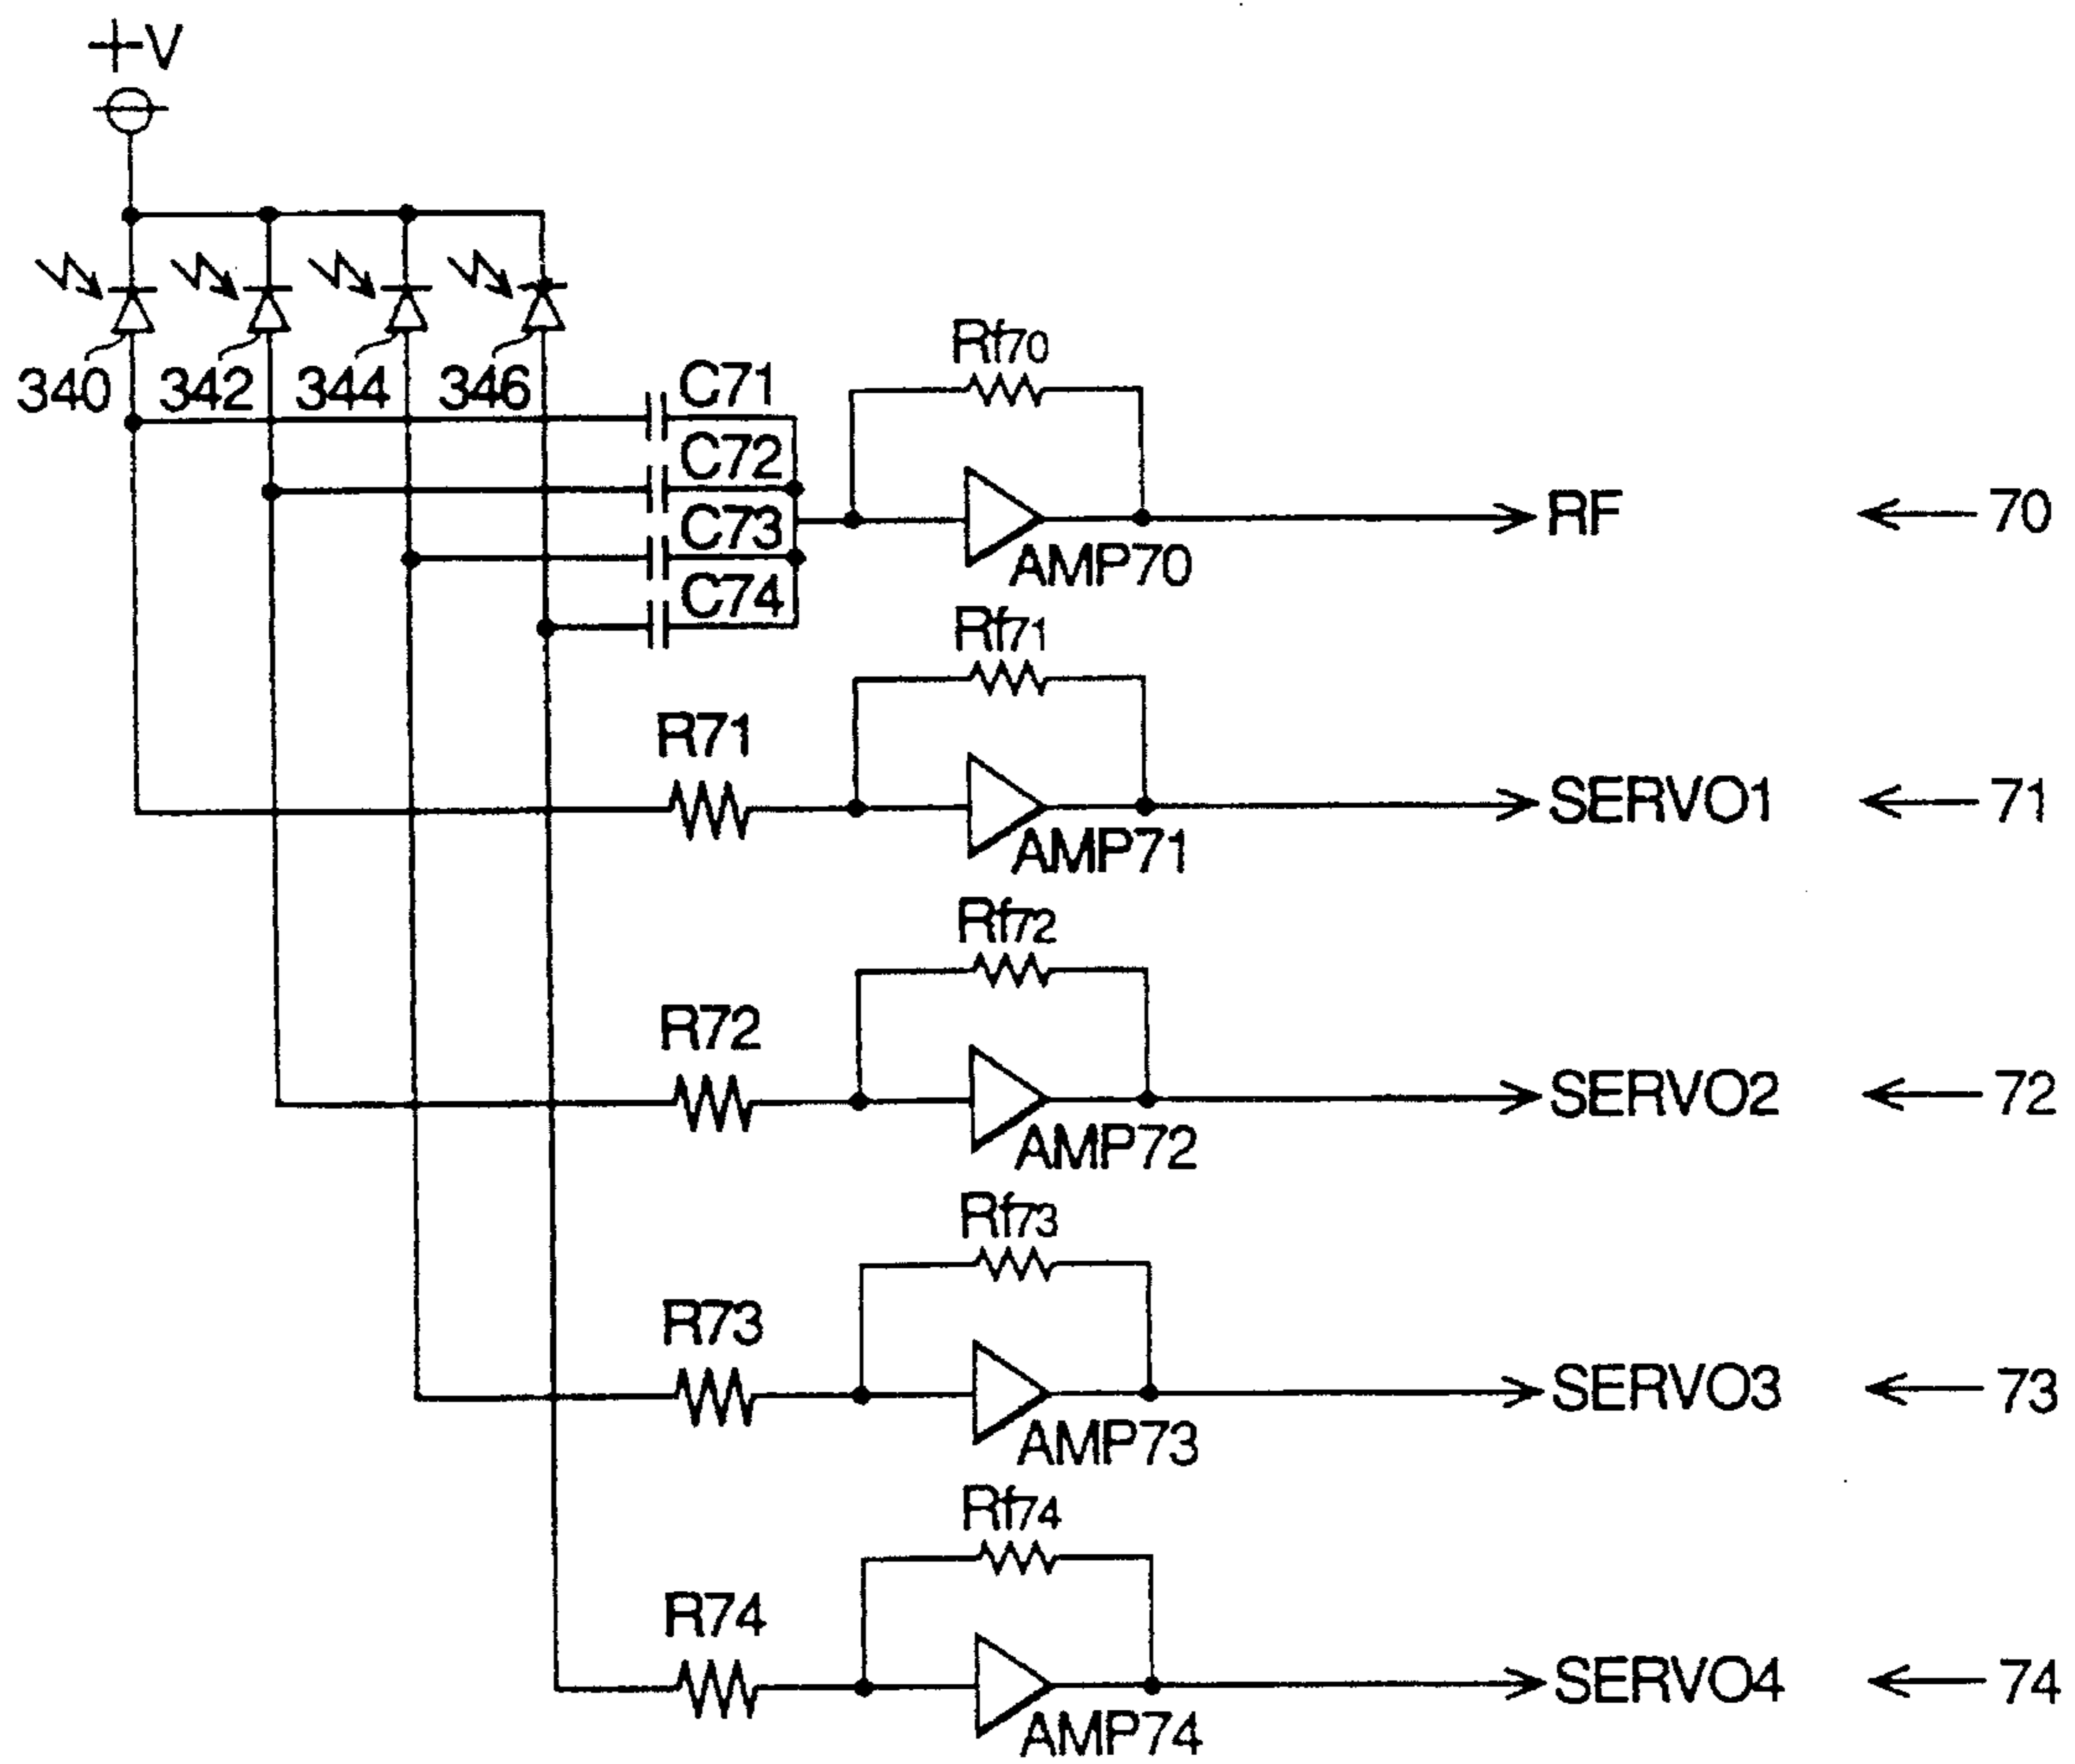 +V
340 342 344 346
C71
C72
C73
C74
Rf70
AMP70
RF
70
Rf71
R71
AMP71
SERVO1
71
Rf72
R72
AMP72
SERVO2
72
Rf73
R73
AMP73
SERVO3
73
Rf74
R74
AMP74
SERVO4
74